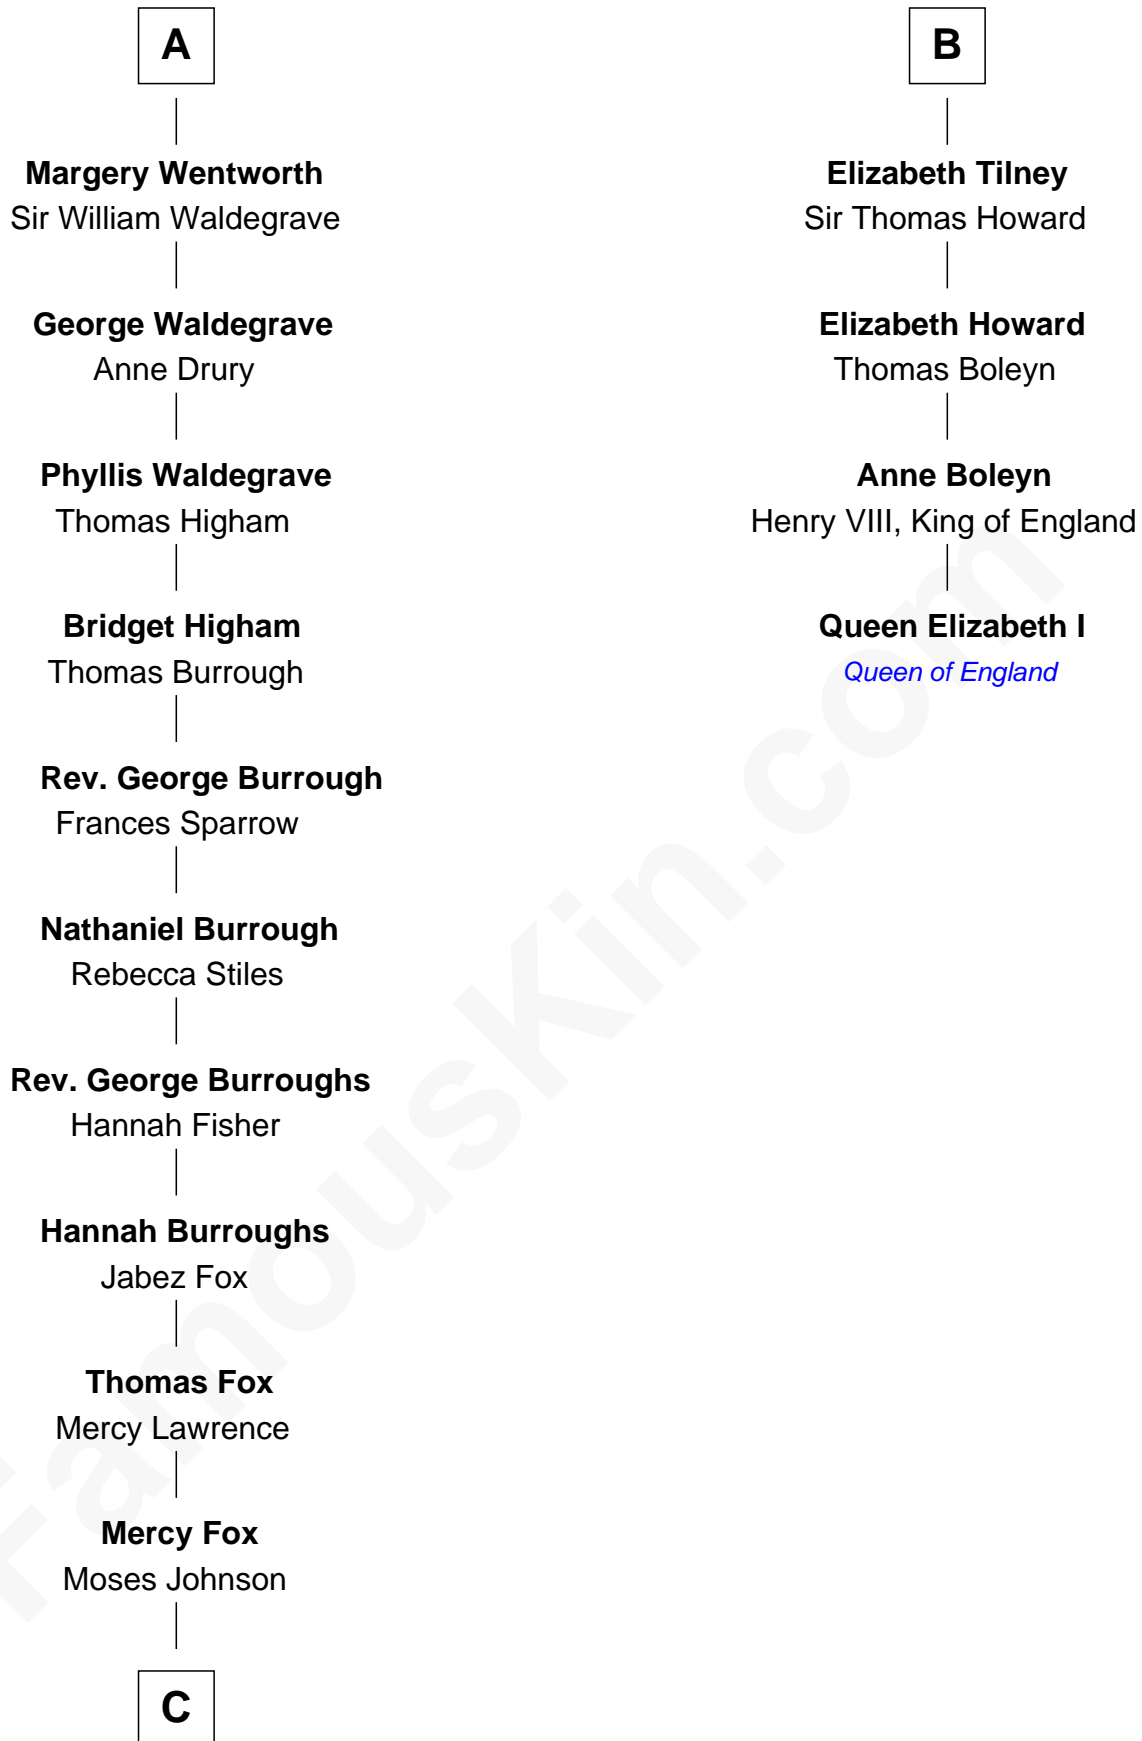 A
Margery Wentworth
Sir William Waldegrave
George Waldegrave
Anne Drury
Phyllis Waldegrave
Thomas Higham
Bridget Higham
Thomas Burrough
Rev. George Burrough
Frances Sparrow
Nathaniel Burrough
Rebecca Stiles
Rev. George Burroughs
Hannah Fisher
Hannah Burroughs
Jabez Fox
Thomas Fox
Mercy Lawrence
Mercy Fox
Moses Johnson
C
B
Elizabeth Tilney
Sir Thomas Howard
Elizabeth Howard
Thomas Boleyn
Anne Boleyn
Henry VIII, King of England
Queen Elizabeth I
Queen of England
FamousKin.com